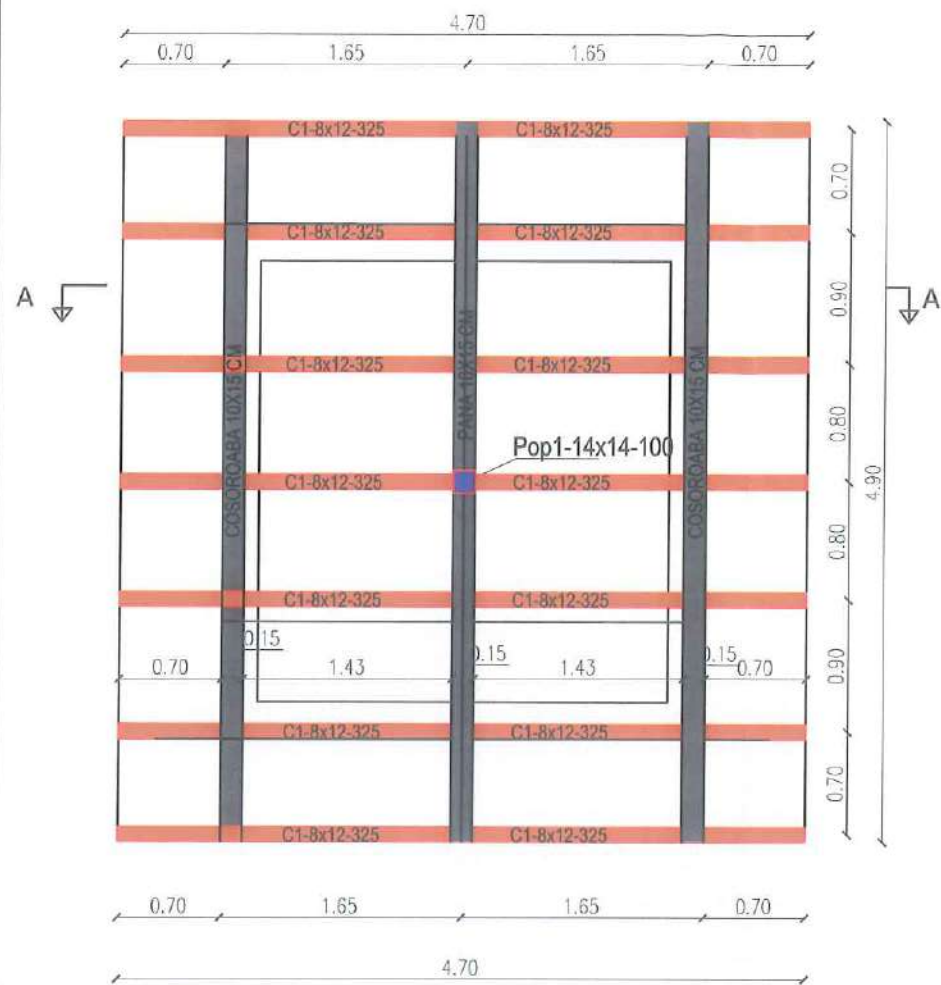 4.70
0.70 1.65 1.65 0.70
C1-8x12-325 C1-8x12-325
0.70
C1-8x12-325 C1-8x12-325
A A
0.90
C1-8x12-325 C1-8x12-325
COSOROABA 10X15 CM
PANA 10X15 CM
COSOROABA 10X15 CM
0.80
Pop1-14x14-100
4.90
C1-8x12-325 C1-8x12-325
0.80
C1-8x12-325 C1-8x12-325
0.15 0.15 0.15
0.70 1.43 1.43 0.70
0.90
C1-8x12-325 C1-8x12-325
0.70
C1-8x12-325 C1-8x12-325
0.70 1.65 1.65 0.70
4.70